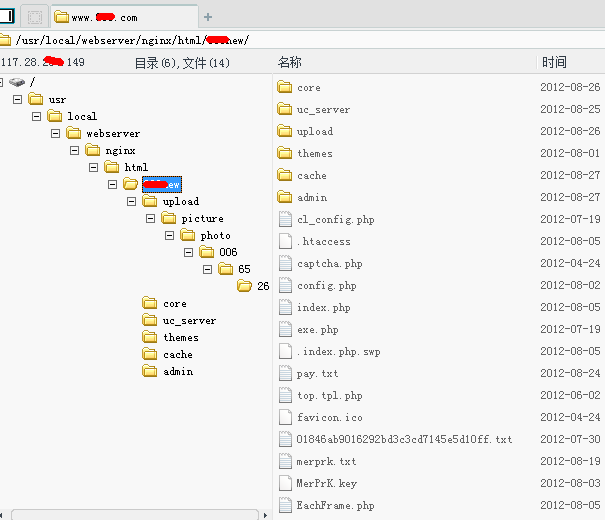 www. .com
/usr/local/webserver/nginx/html/ new/
117.28. 149
目录(6),文件(14)
名称
时间
/
usr
local
webserver
nginx
html
ew
upload
picture
photo
006
65
26
core
uc_server
themes
cache
admin
core 2012-08-26
uc_server 2012-08-25
upload 2012-08-26
themes 2012-08-01
cache 2012-08-27
admin 2012-08-27
cl_config.php 2012-07-19
.htaccess 2012-08-05
captcha.php 2012-04-24
config.php 2012-08-02
index.php 2012-08-05
exe.php 2012-07-19
.index.php.swp 2012-08-05
pay.txt 2012-08-24
top.tpl.php 2012-06-02
favicon.ico 2012-04-24
01846ab9016292bd3c3cd7145e5d10ff.txt 2012-07-30
merprk.txt 2012-08-19
MerPrK.key 2012-08-03
EachFrame.php 2012-08-05